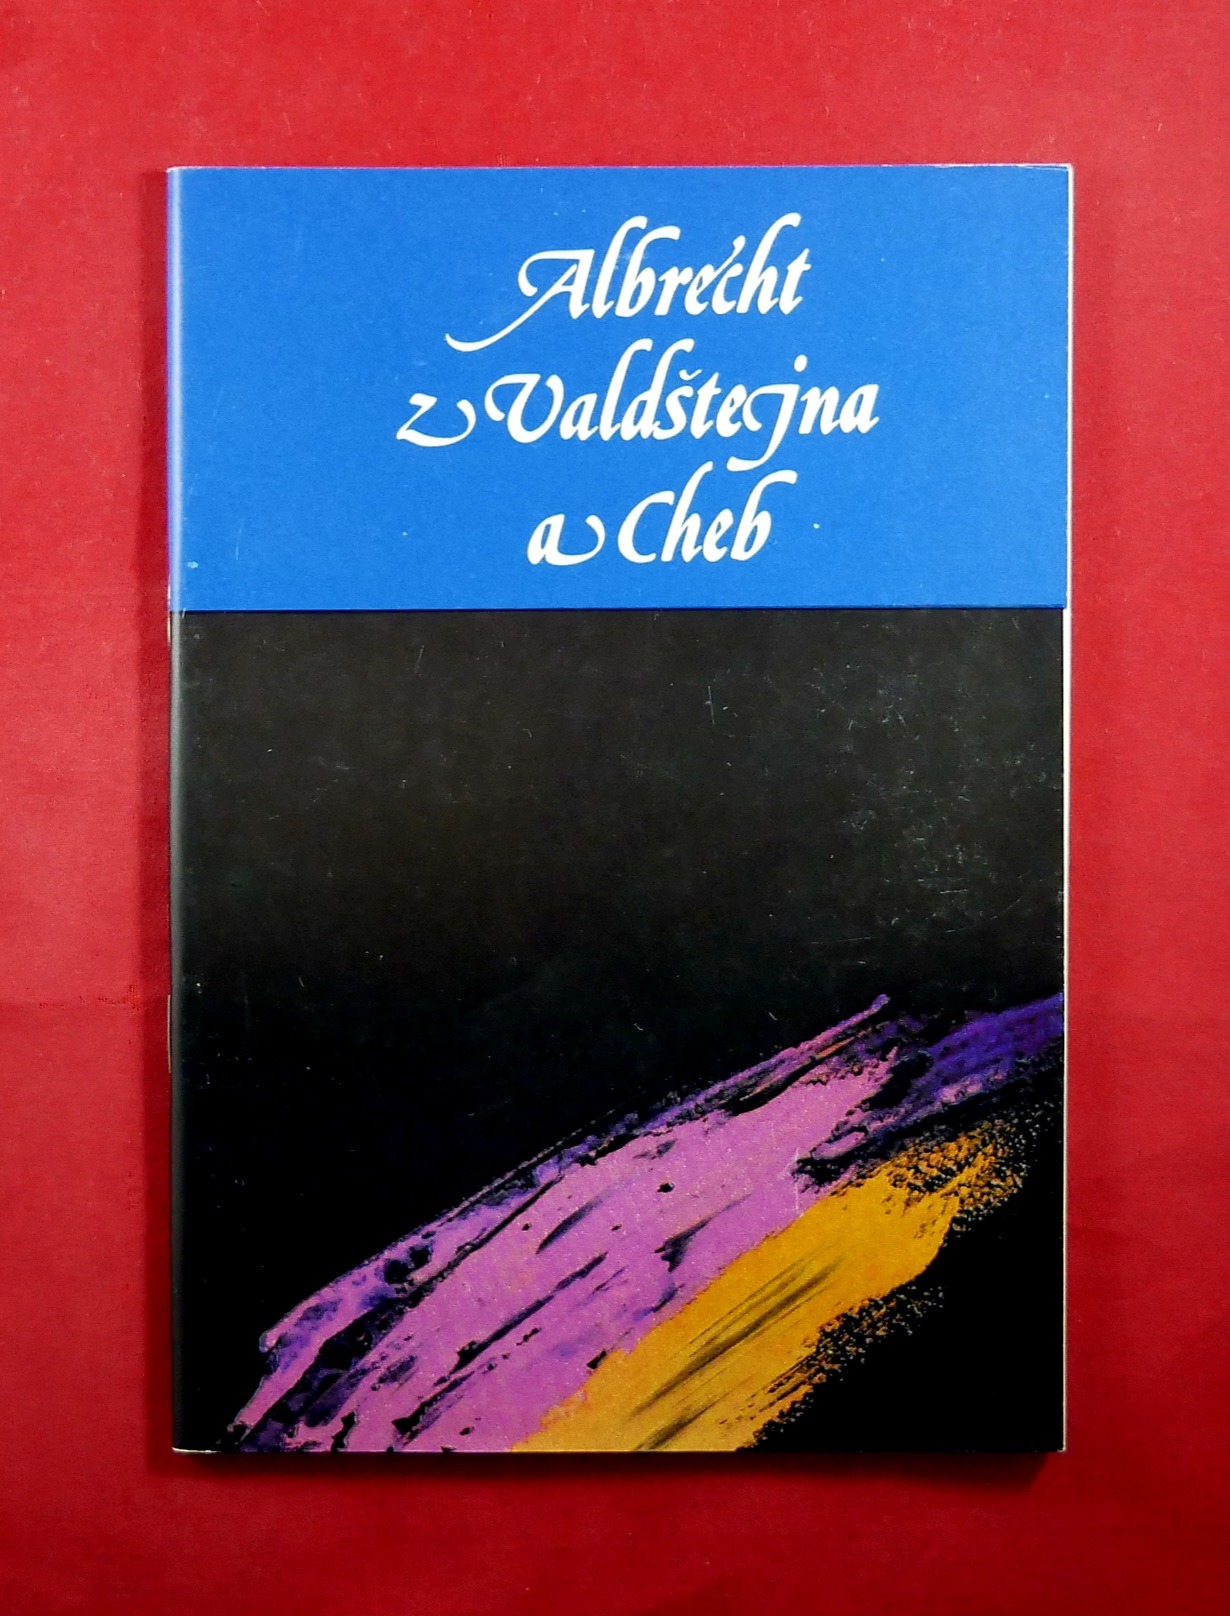 Albrecht
z Valdštejna
a Cheb